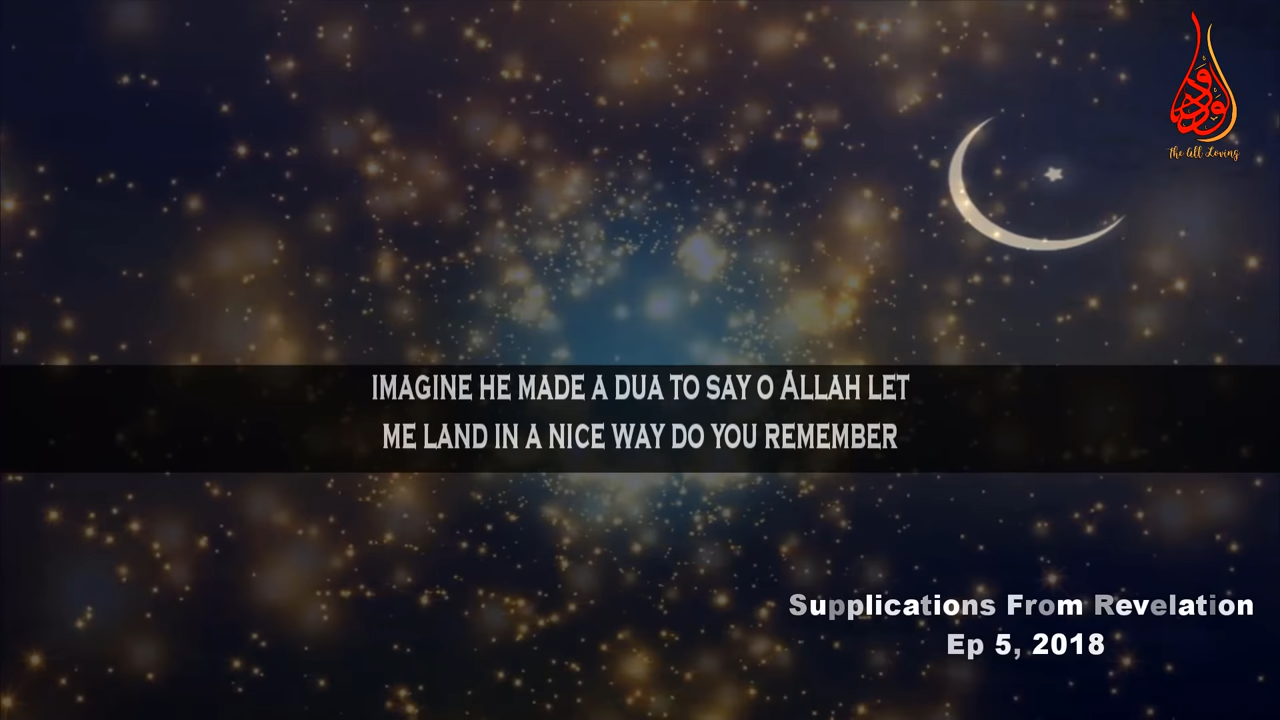 الودود
The All Loving
IMAGINE HE MADE A DUA TO SAY O ALLAH LET
ME LAND IN A NICE WAY DO YOU REMEMBER
Supplications From Revelation
Ep 5, 2018